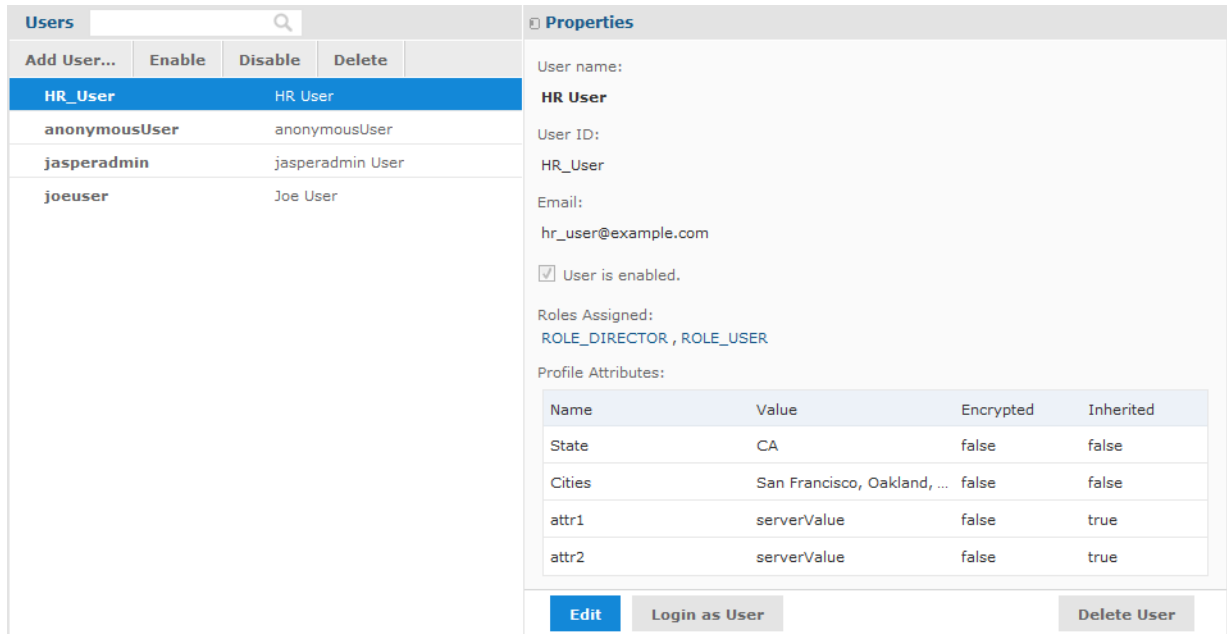 Users
Add User... Enable Disable Delete
HR_User HR User
anonymousUser anonymousUser
jasperadmin jasperadmin User
joeuser Joe User
Properties
User name:
HR User
User ID:
HR_User
Email:
hr_user@example.com
User is enabled.
Roles Assigned:
ROLE_DIRECTOR , ROLE_USER
Profile Attributes:
Name Value Encrypted Inherited
State CA false false
Cities San Francisco, Oakland, ... false false
attr1 serverValue false true
attr2 serverValue false true
Edit Login as User Delete User